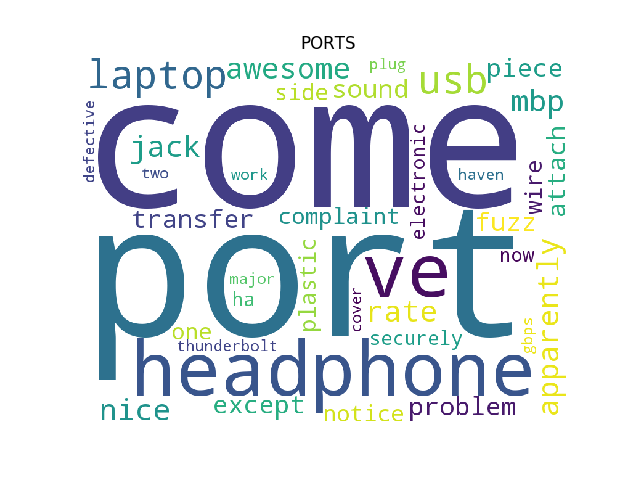 PORTS
laptop
awesome
plug
usb
piece
side
sound
mbp
defective
come
jack
two
work
haven
electronic
wire
attach
transfer
complaint
fuzz
port
ve
now
major
ha
plastic
cover
rate
apparently
one
thunderbolt
securely
gbps
headphone
nice
except
notice
problem